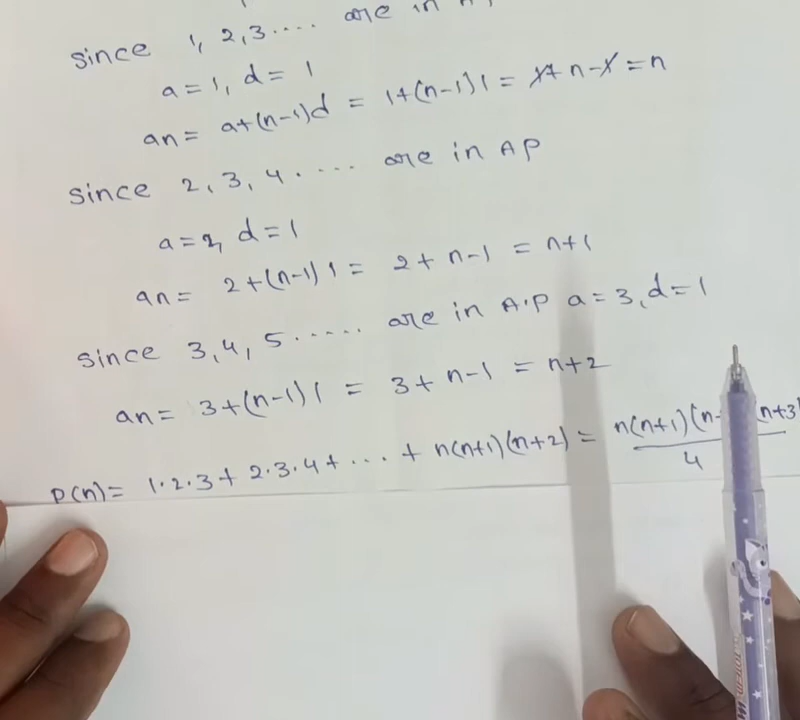 since 1, 2, 3 .... are in
a = 1, d = 1
an = a+(n-1)d = 1+(n-1)1 = 1+n-1 = n
since 2, 3, 4 ..... are in AP
a = 2, d = 1
an = 2+(n-1)1 = 2+n-1 = n+1
since 3, 4, 5 ...... are in A.P a = 3, d = 1
an = 3+(n-1)1 = 3+n-1 = n+2
P(n) = 1·2·3 + 2·3·4 + ... + n(n+1)(n+2) = n(n+1)(n (n+3)/4